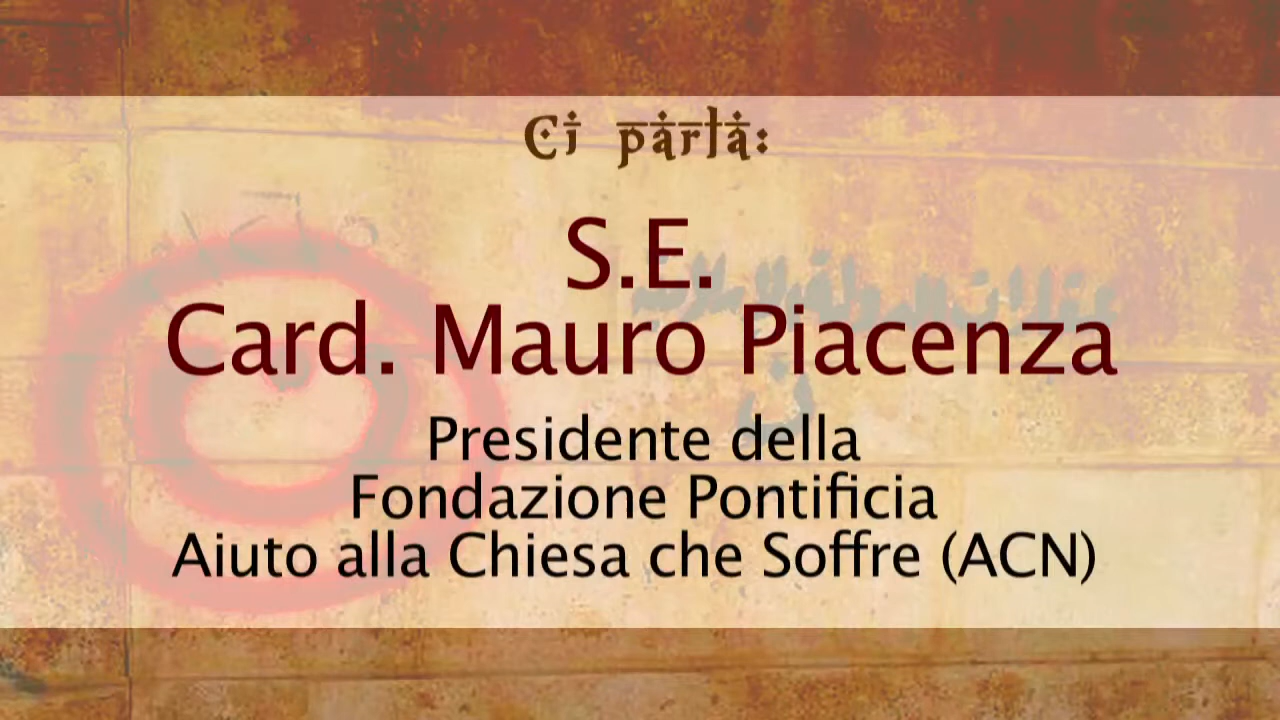 Ci parla:
S.E.
Card. Mauro Piacenza
Presidente della
Fondazione Pontificia
Aiuto alla Chiesa che Soffre (ACN)
ن